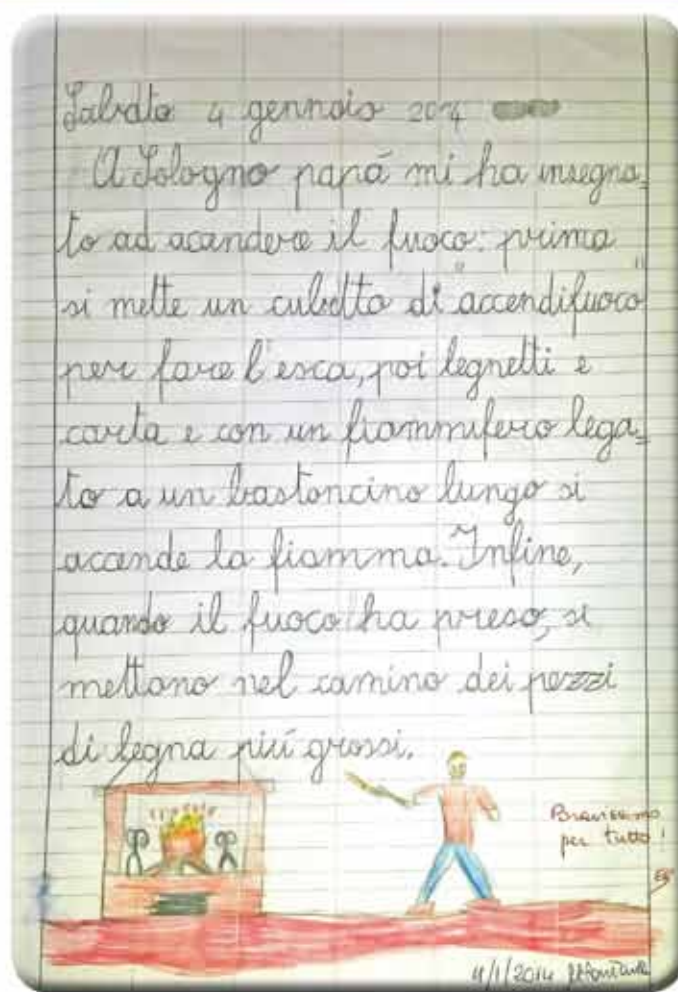 Sabato 4 gennaio 2014
A Sologno papá mi ha insegna=
to ad acandere il fuoco: prima
si mette un cubetto di "accendifuoco"
per fare l'esca, poi legnetti e
carta e con un fiammifero lega=
to a un bastoncino lungo si
accende la fiamma. Infine,
quando il fuoco ha preso, si
mettono nel camino dei pezzi
di legna piú grossi.
Bravissimo
per tutto!
4/1/2014